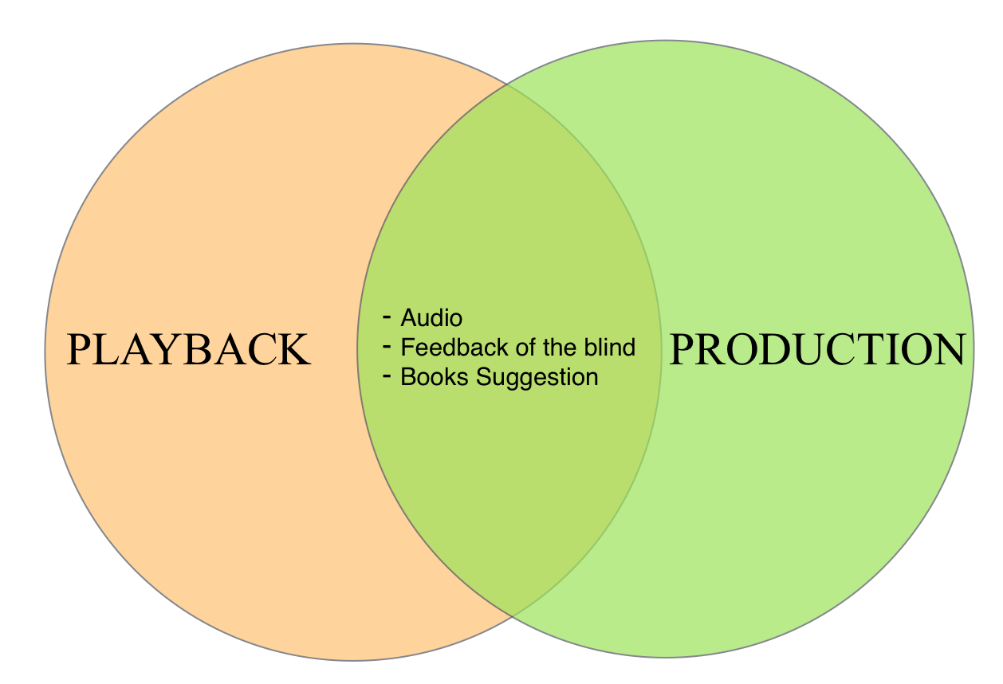 PLAYBACK
- Audio
- Feedback of the blind
- Books Suggestion
PRODUCTION